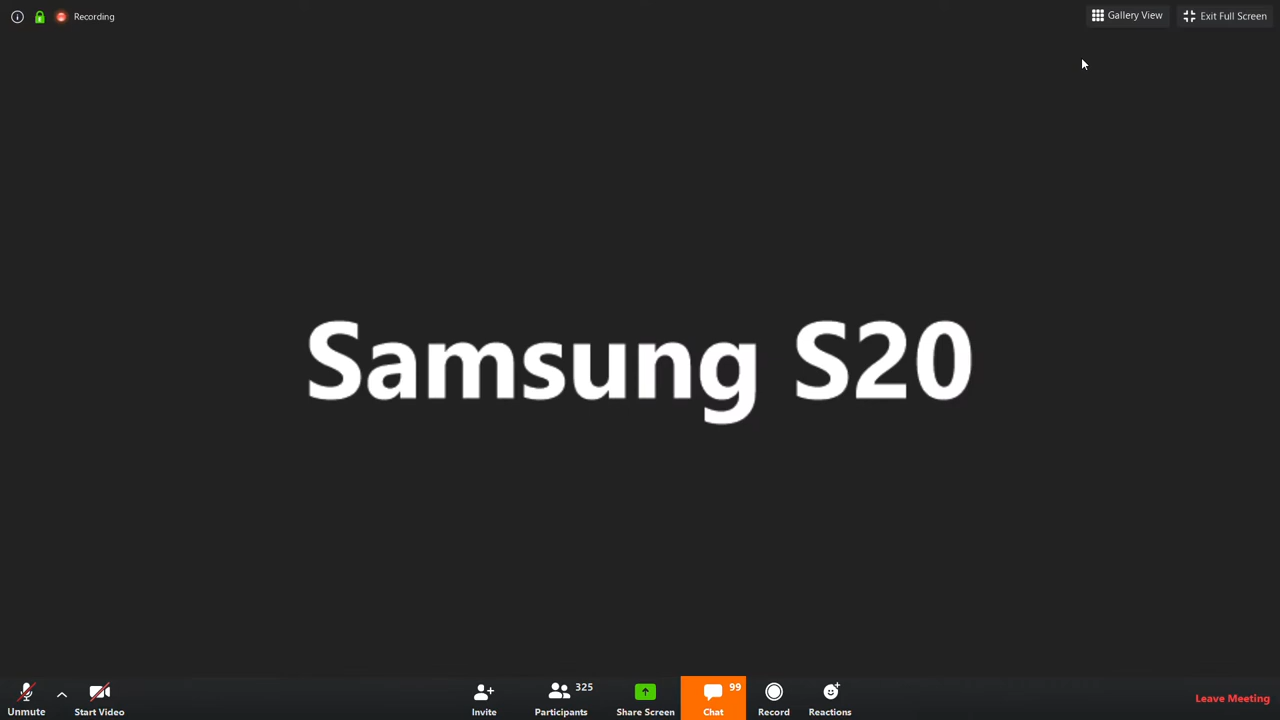 Recording
Gallery View
Exit Full Screen
Samsung S20
Unmute
Start Video
Invite
325
Participants
Share Screen
99
Chat
Record
Reactions
Leave Meeting